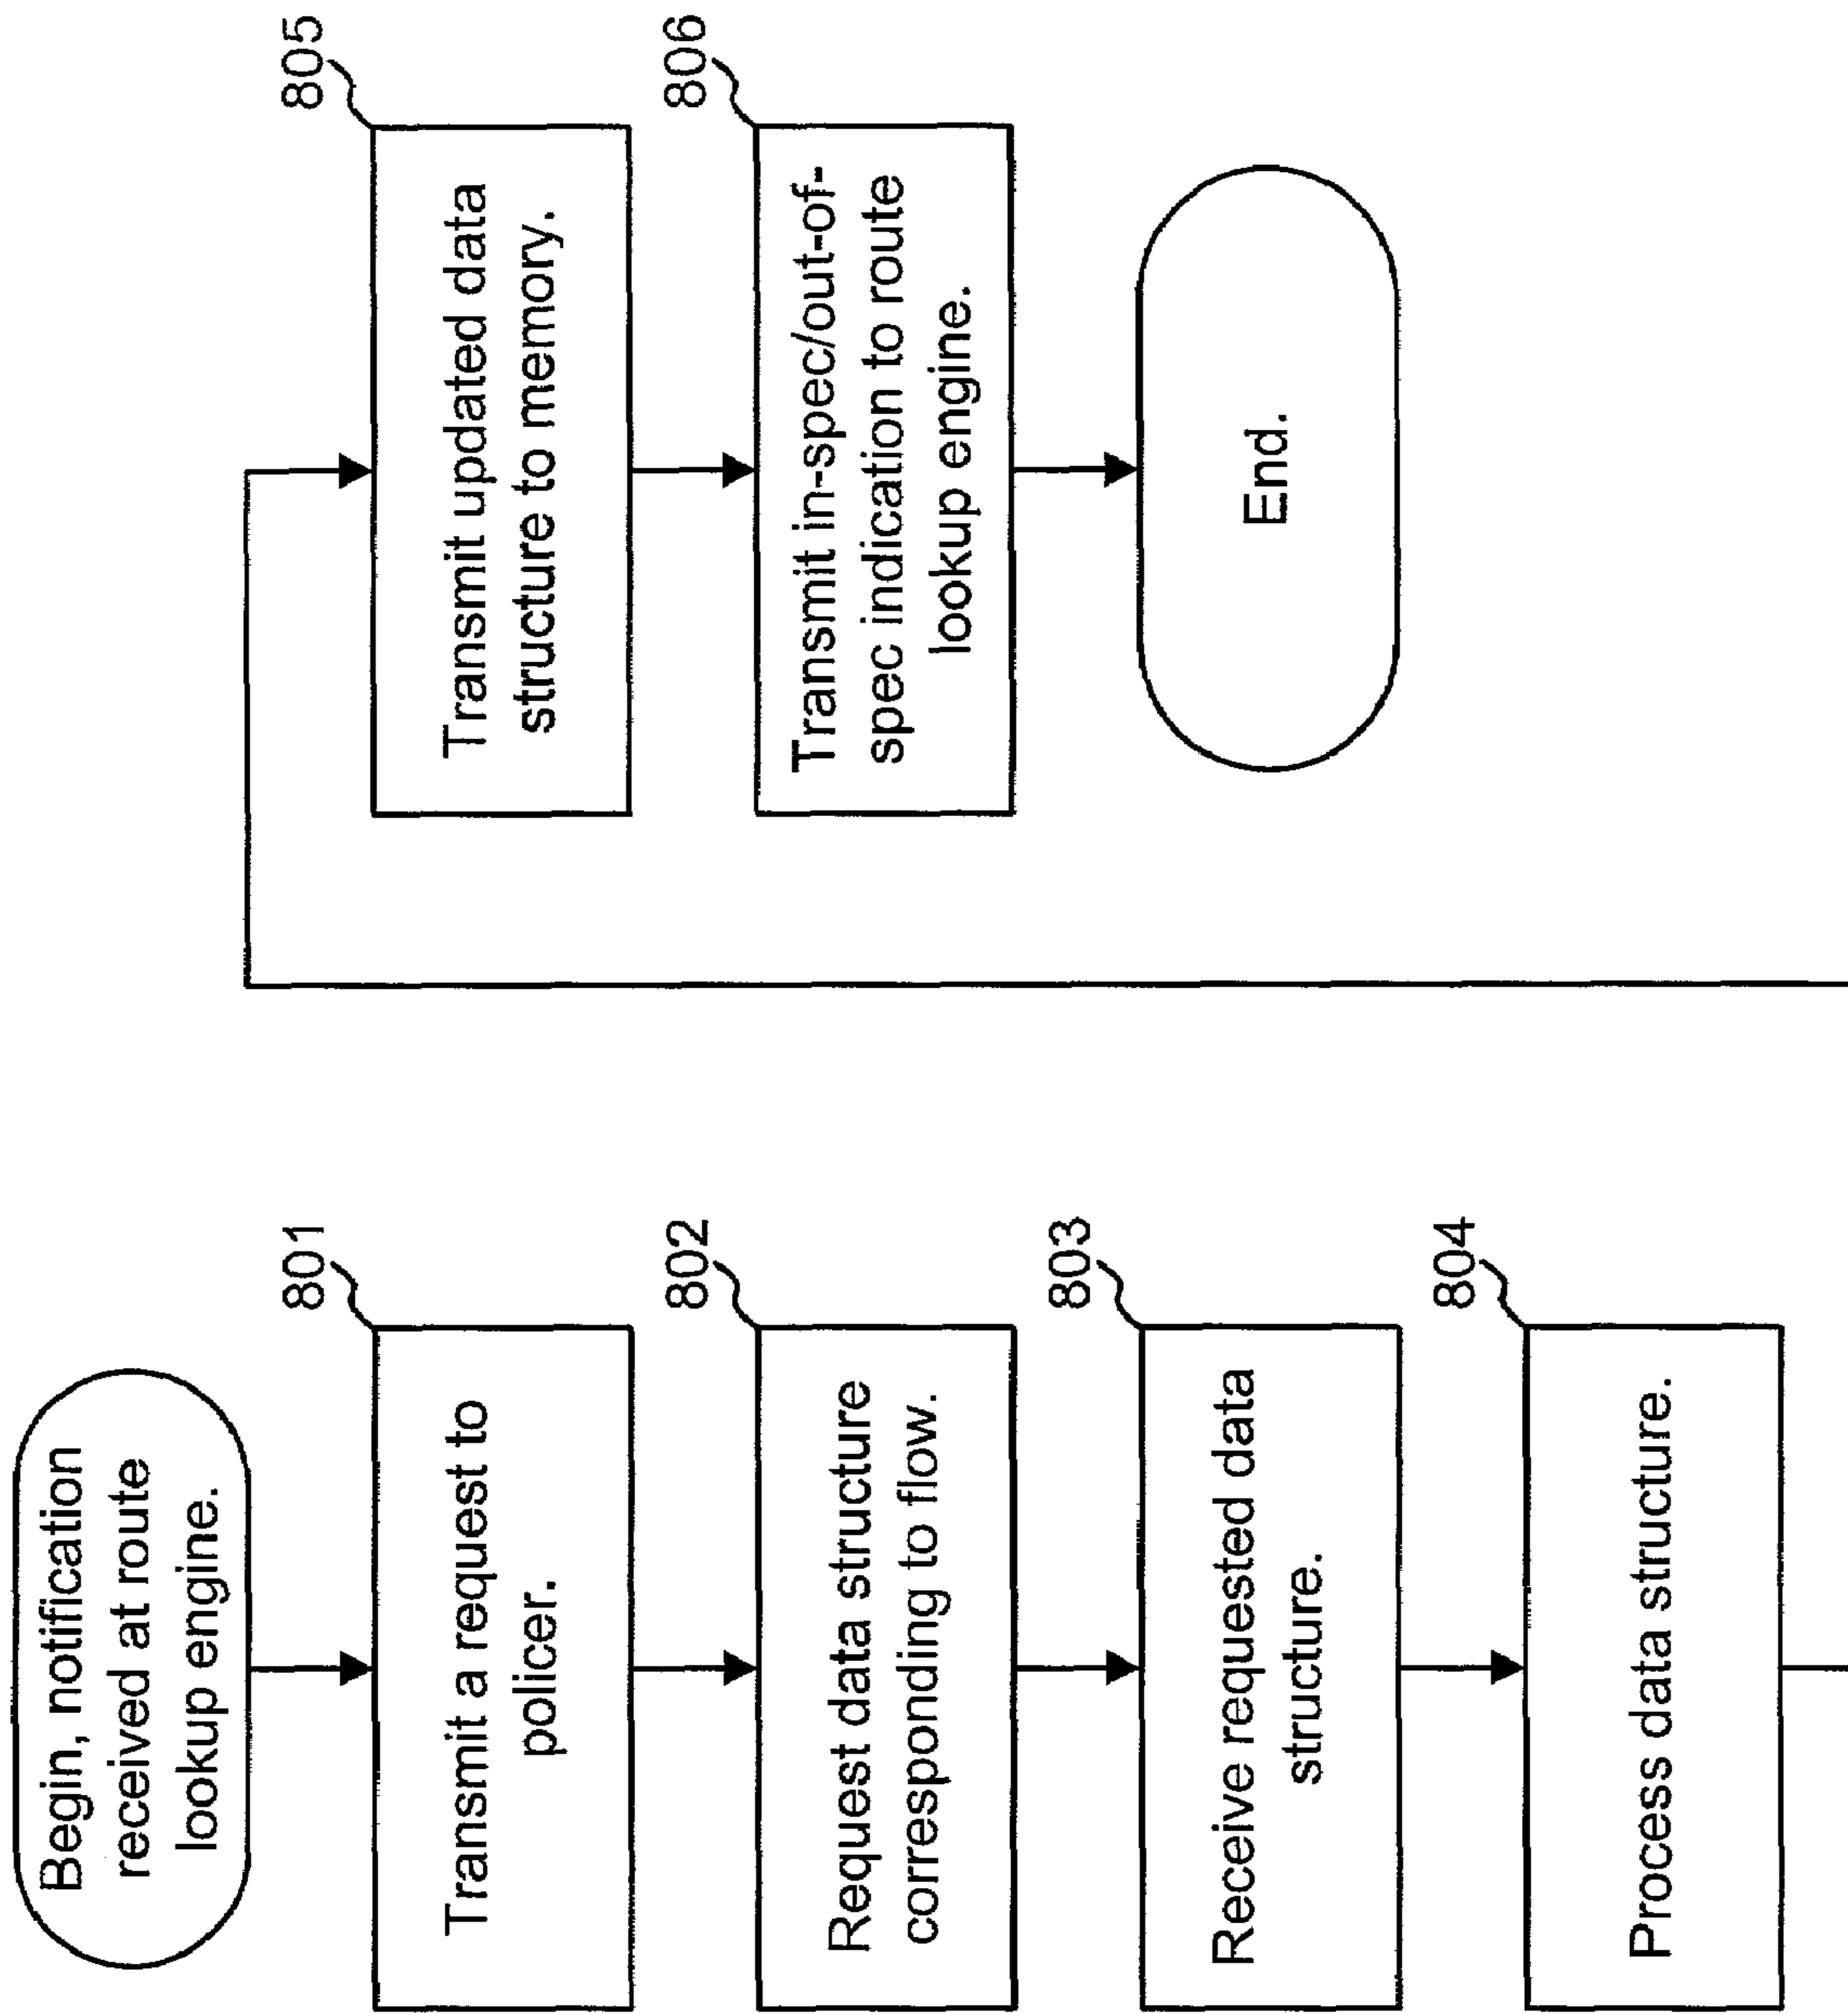 Begin, notification
received at route
lookup engine.
801
Transmit a request to
policer.
802
Request data structure
corresponding to flow.
803
Receive requested data
structure.
804
Process data structure.
805
Transmit updated data
structure to memory.
806
Transmit in-spec/out-of-
spec indication to route
lookup engine.
End.